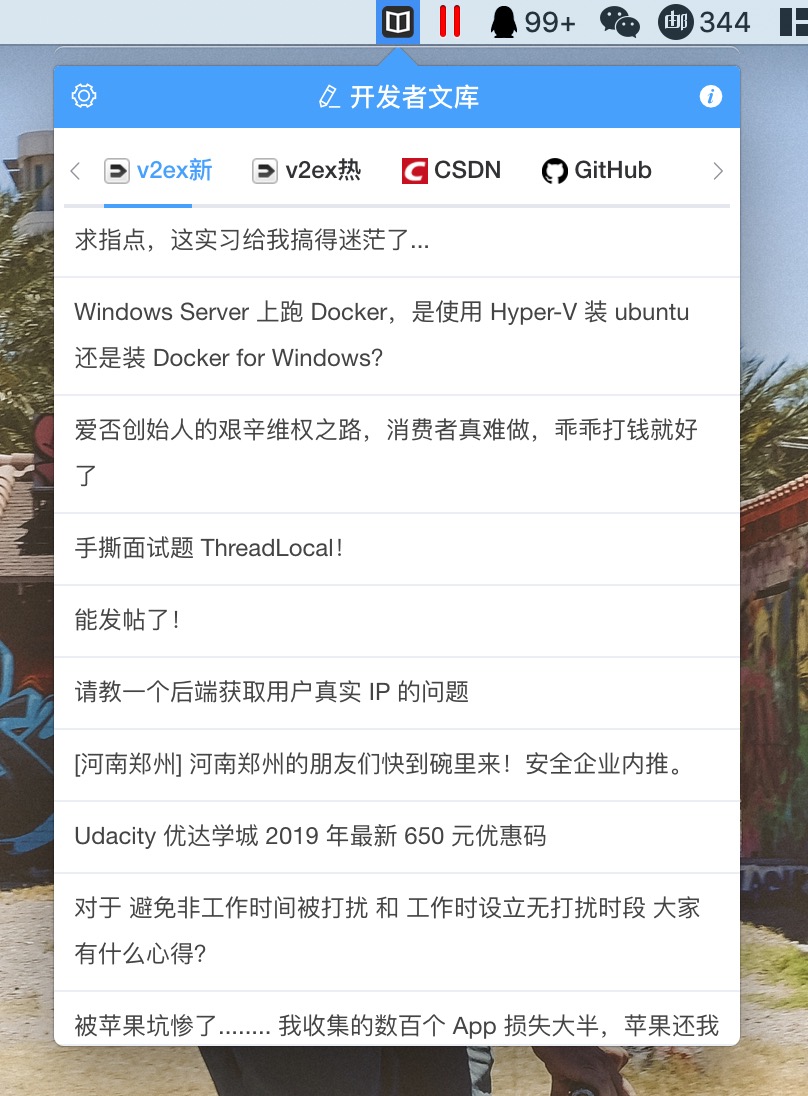 99+
邮
344
开发者文库
i
v2ex新
v2ex热
CSDN
GitHub
求指点，这实习给我搞得迷茫了...
Windows Server 上跑 Docker，是使用 Hyper-V 装 ubuntu
还是装 Docker for Windows?
爱否创始人的艰辛维权之路，消费者真难做，乖乖打钱就好
了
手撕面试题 ThreadLocal！
能发帖了！
请教一个后端获取用户真实 IP 的问题
[河南郑州] 河南郑州的朋友们快到碗里来！安全企业内推。
Udacity 优达学城 2019 年最新 650 元优惠码
对于 避免非工作时间被打扰 和 工作时设立无打扰时段 大家
有什么心得?
被苹果坑惨了........ 我收集的数百个 App 损失大半，苹果还我